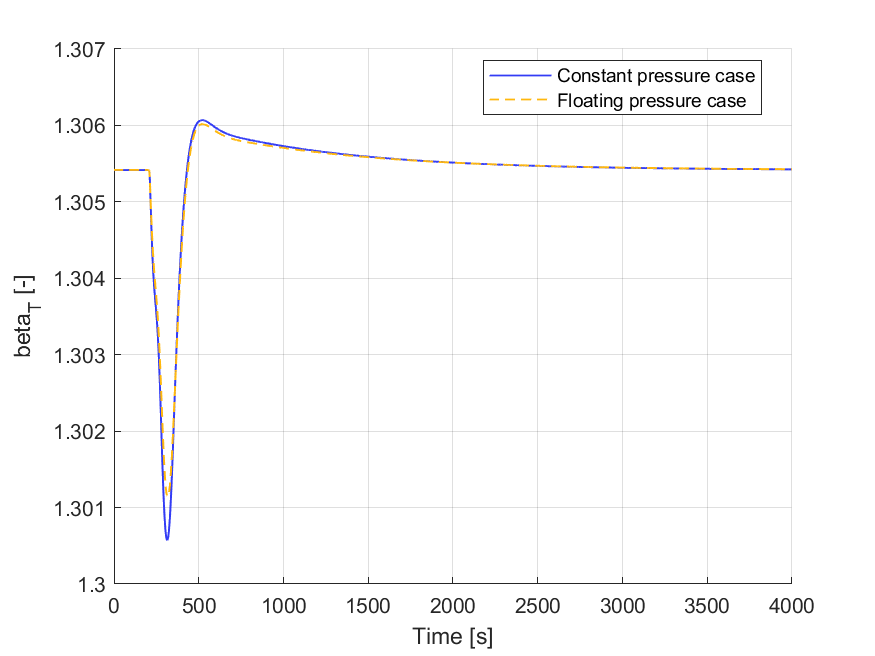 1.307
1.306
1.305
1.304
1.303
1.302
1.301
1.3
0 500 1000 1500 2000 2500 3000 3500 4000
Time [s]
beta_T [-]
Constant pressure case
Floating pressure case